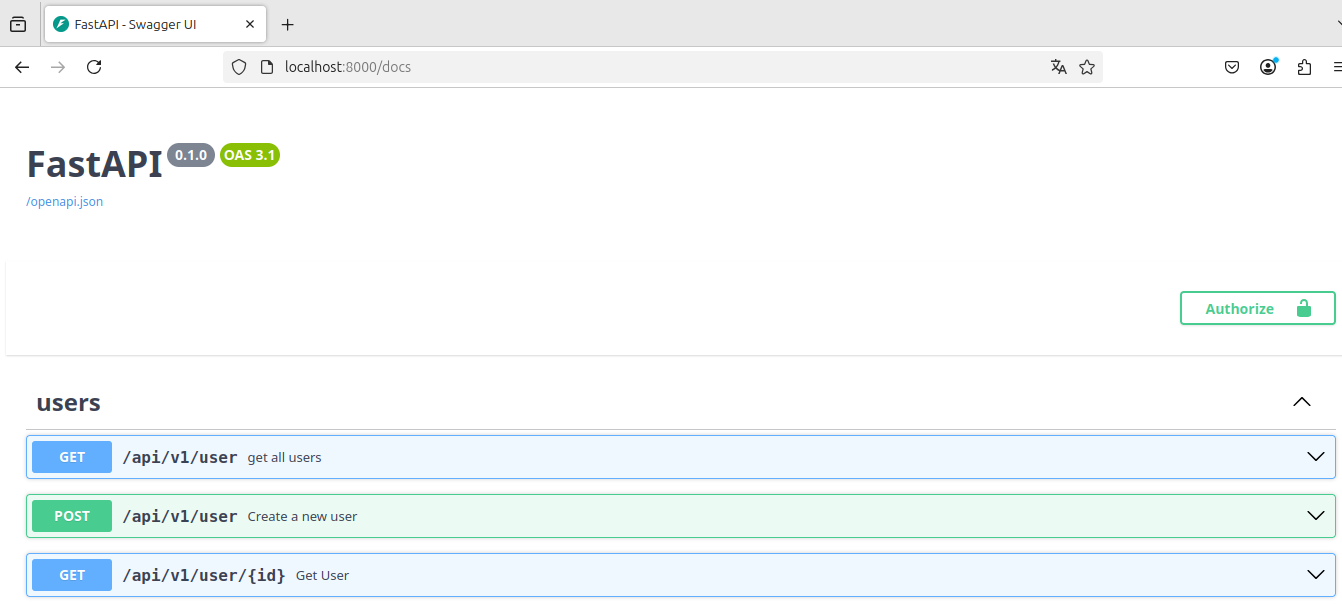 FastAPI - Swagger UI
localhost:8000/docs
FastAPI 0.1.0 OAS 3.1
/openapi.json
Authorize
users
GET /api/v1/user get all users
POST /api/v1/user Create a new user
GET /api/v1/user/{id} Get User